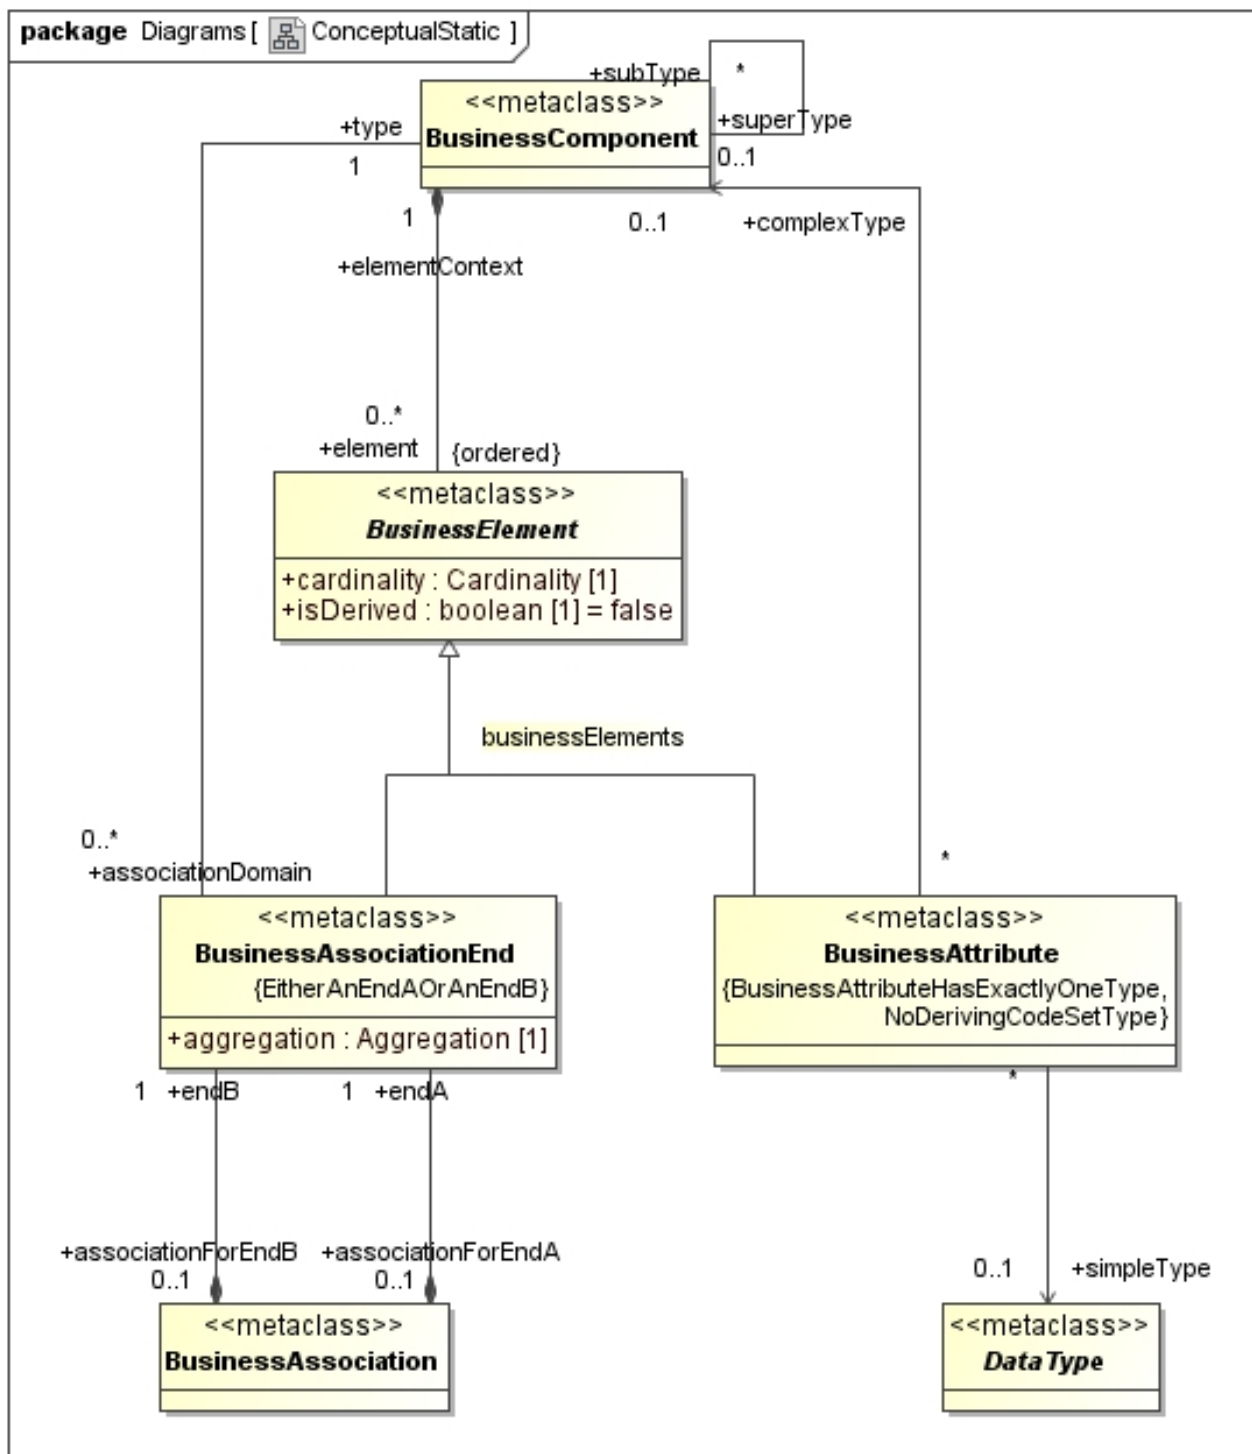 package Diagrams [ ConceptualStatic ]
+subType *
<<metaclass>>
BusinessComponent
+superType
0..1
+type
1
1
0..1
+complexType
+elementContext
0..*
+element
{ordered}
<<metaclass>>
BusinessElement
+cardinality : Cardinality [1]
+isDerived : boolean [1] = false
businessElements
0..*
+associationDomain
*
<<metaclass>>
BusinessAssociationEnd
{EitherAnEndAOrAnEndB}
+aggregation : Aggregation [1]
<<metaclass>>
BusinessAttribute
{BusinessAttributeHasExactlyOneType,
NoDerivingCodeSetType}
1 +endB
1 +endA
*
+associationForEndB
0..1
+associationForEndA
0..1
0..1
+simpleType
<<metaclass>>
BusinessAssociation
<<metaclass>>
DataType